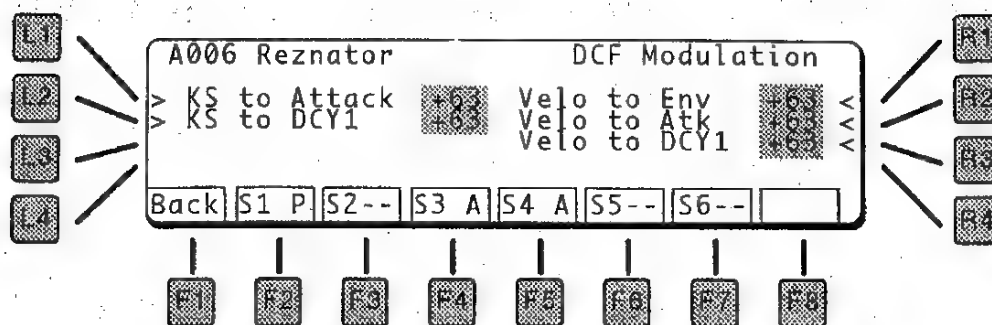 L1
R1
A006 Reznator DCF Modulation
L2
R2
> KS to Attack +63 Velo to Env +63 <
> KS to DCY1 +63 Velo to Atk +63 <
Velo to DCY1 +63 <
L3
R3
L4
R4
Back S1 P S2-- S3 A S4 A S5-- S6--
F1 F2 F3 F4 F5 F6 F7 F8